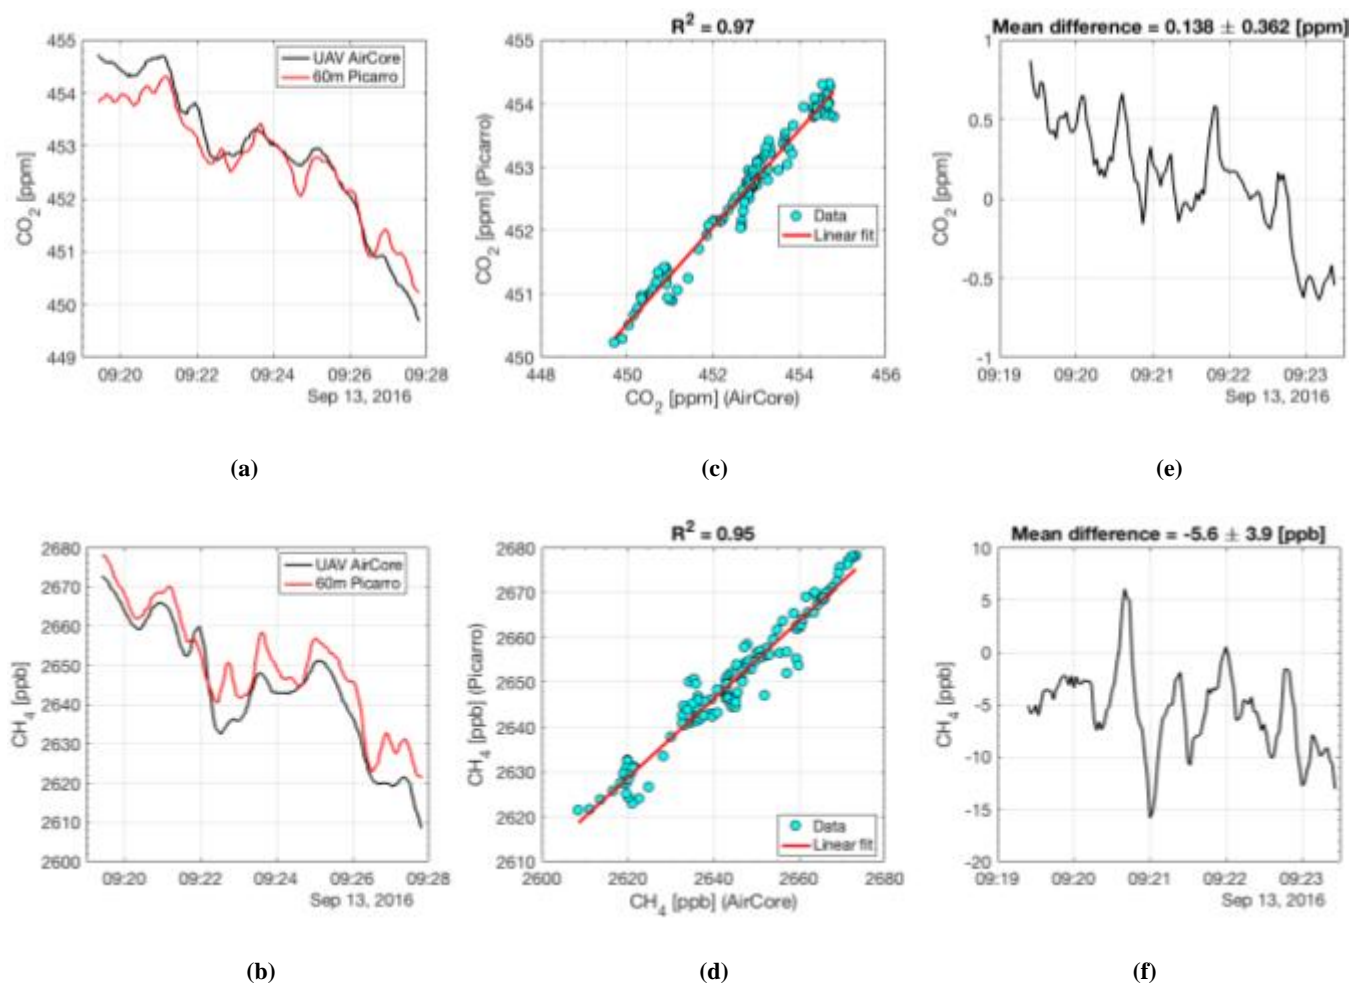 R² = 0.97
Mean difference = 0.138 ± 0.362 [ppm]
455
454
453
452
451
450
449
CO₂ [ppm]
UAV AirCore
60m Picarro
09:20 09:22 09:24 09:26 09:28
Sep 13, 2016
455
454
453
452
451
450
CO₂ [ppm] (Picarro)
Data
Linear fit
448 450 452 454 456
CO₂ [ppm] (AirCore)
1
0.5
0
-0.5
-1
CO₂ [ppm]
09:19 09:20 09:21 09:22 09:23
Sep 13, 2016
(a) (c) (e)
R² = 0.95
Mean difference = -5.6 ± 3.9 [ppb]
2680
2670
2660
2650
2640
2630
2620
2610
2600
CH₄ [ppb]
UAV AirCore
60m Picarro
09:20 09:22 09:24 09:26 09:28
Sep 13, 2016
2680
2670
2660
2650
2640
2630
2620
2610
CH₄ [ppb] (Picarro)
Data
Linear fit
2600 2620 2640 2660 2680
CH₄ [ppb] (AirCore)
10
5
0
-5
-10
-15
-20
CH₄ [ppb]
09:19 09:20 09:21 09:22 09:23
Sep 13, 2016
(b) (d) (f)